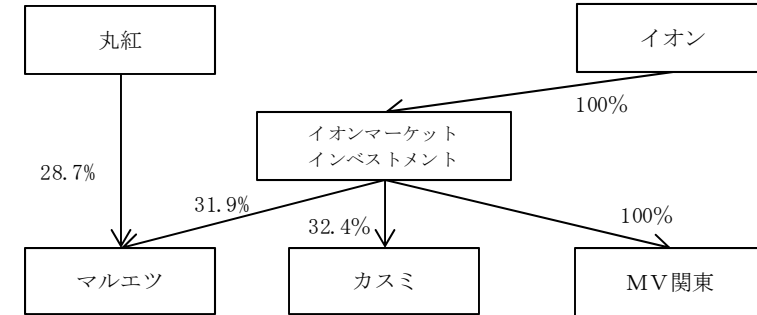 丸紅
イオン
100%
イオンマーケット
インベストメント
28.7%
31.9%
32.4%
100%
マルエツ
カスミ
ＭＶ関東